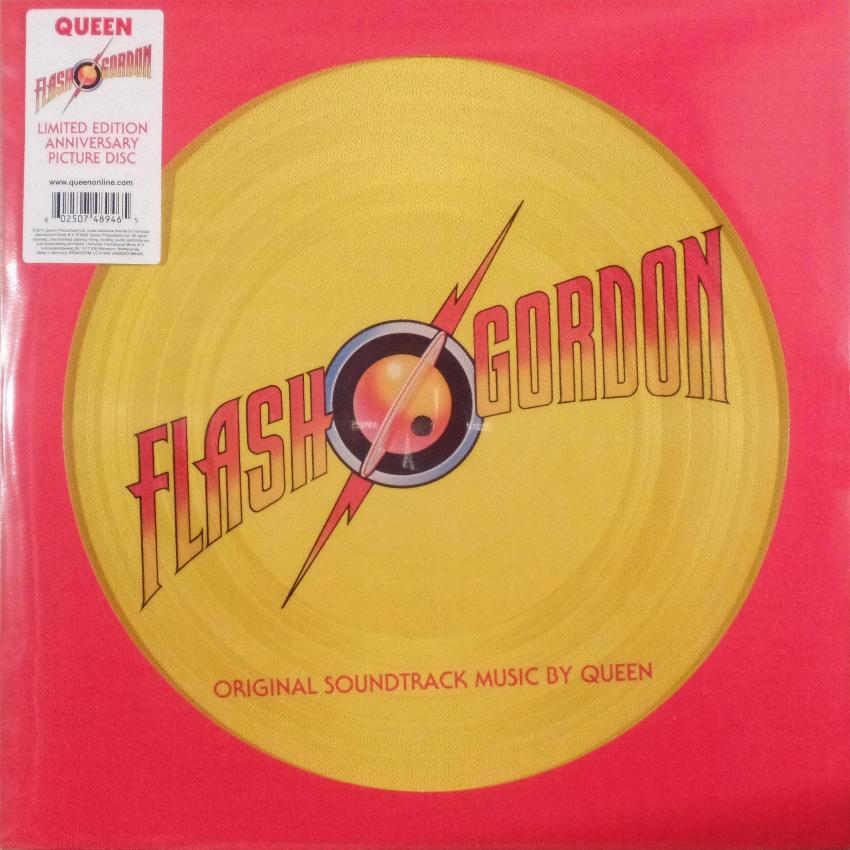 QUEEN
FLASH GORDON
LIMITED EDITION
ANNIVERSARY
PICTURE DISC
www.queenonline.com
6 02507 48946 5
FLASH GORDON
ORIGINAL SOUNDTRACK MUSIC BY QUEEN